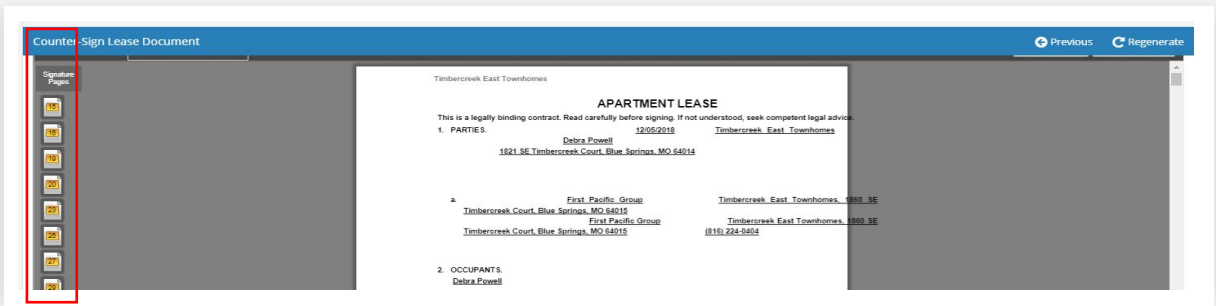 Counter-Sign Lease Document
Previous
Regenerate
Signature
Pages
15
16
19
20
23
26
27
29
Timbercreek East Townhomes
APARTMENT LEASE
This is a legally binding contract. Read carefully before signing. If not understood, seek competent legal advice.
1. PARTIES. 12/05/2018 Timbercreek East Townhomes
Debra Powell
1821 SE Timbercreek Court, Blue Springs, MO 64014
a. First Pacific Group Timbercreek East Townhomes, 1860 SE
Timbercreek Court, Blue Springs, MO 64015
First Pacific Group Timbercreek East Townhomes, 1860 SE
Timbercreek Court, Blue Springs, MO 64015 (816) 224-0404
2. OCCUPANTS.
Debra Powell